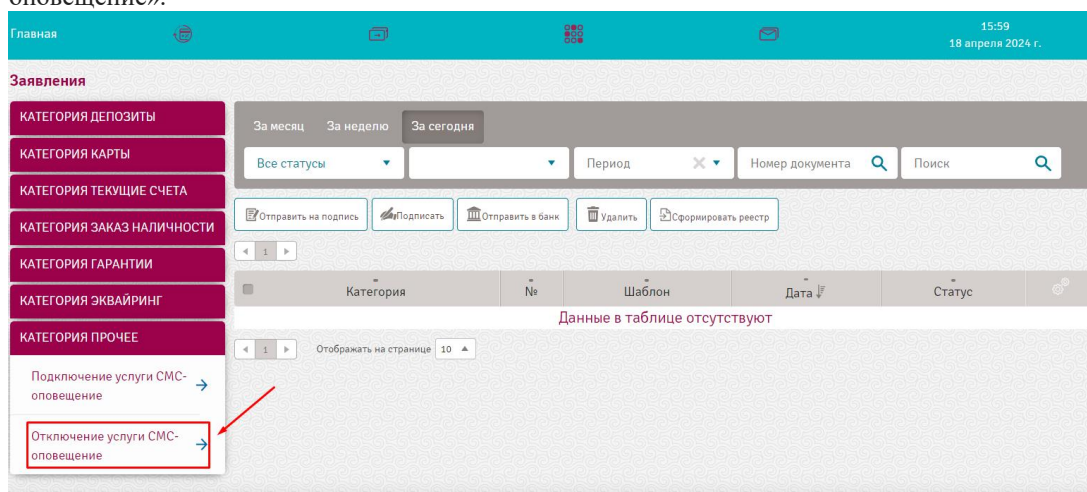 оповещение».
Главная
15:59
18 апреля 2024 г.
Заявления
КАТЕГОРИЯ ДЕПОЗИТЫ
КАТЕГОРИЯ КАРТЫ
КАТЕГОРИЯ ТЕКУЩИЕ СЧЕТА
КАТЕГОРИЯ ЗАКАЗ НАЛИЧНОСТИ
КАТЕГОРИЯ ГАРАНТИИ
КАТЕГОРИЯ ЭКВАЙРИНГ
КАТЕГОРИЯ ПРОЧЕЕ
Подключение услуги СМС-
оповещение
Отключение услуги СМС-
оповещение
За месяц За неделю За сегодня
Все статусы Период Номер документа Поиск
Отправить на подпись Подписать Отправить в банк Удалить Сформировать реестр
1
Категория № Шаблон Дата Статус
Данные в таблице отсутствуют
1 Отображать на странице 10